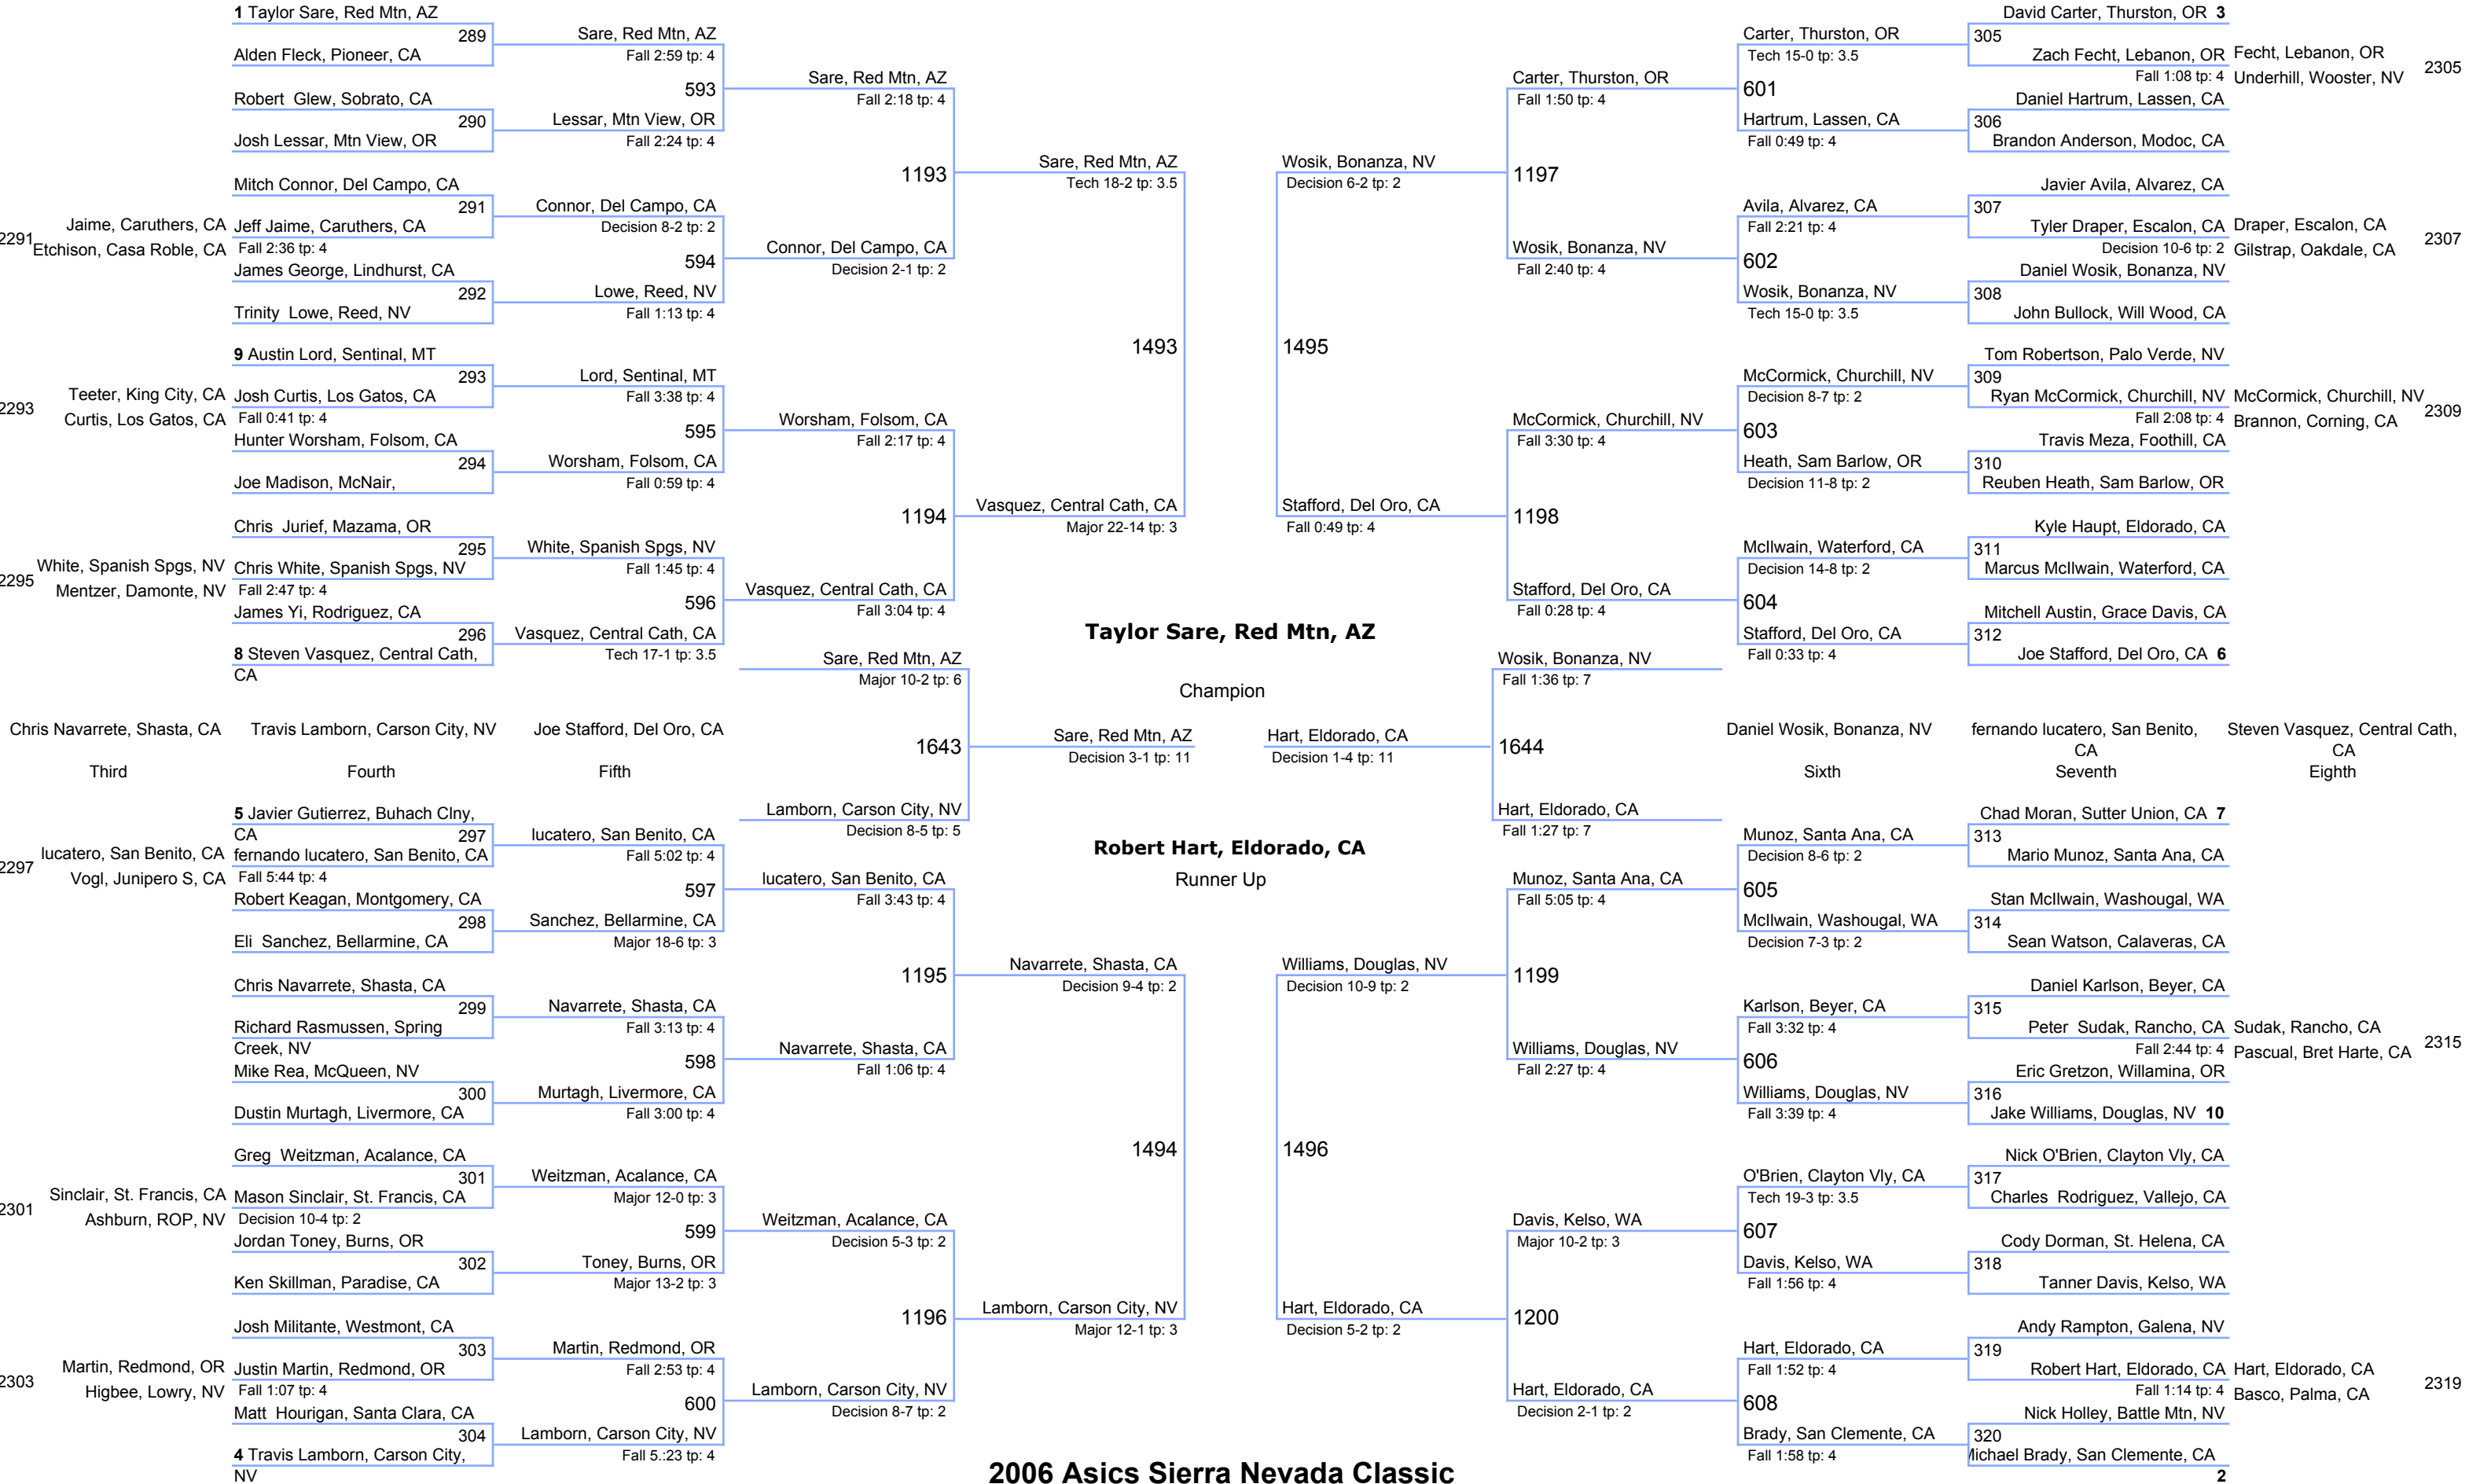 1 Taylor Sare, Red Mtn, AZ
289
Alden Fleck, Pioneer, CA
Sare, Red Mtn, AZ
Fall 2:59 tp: 4
593
Robert Glew, Sobrato, CA
290
Josh Lessar, Mtn View, OR
Lessar, Mtn View, OR
Fall 2:24 tp: 4
Sare, Red Mtn, AZ
Fall 2:18 tp: 4
1193
Mitch Connor, Del Campo, CA
291
2291
Jaime, Caruthers, CA
Etchison, Casa Roble, CA
Jeff Jaime, Caruthers, CA
Fall 2:36 tp: 4
Connor, Del Campo, CA
Decision 8-2 tp: 2
594
James George, Lindhurst, CA
292
Trinity Lowe, Reed, NV
Lowe, Reed, NV
Fall 1:13 tp: 4
Connor, Del Campo, CA
Decision 2-1 tp: 2
Sare, Red Mtn, AZ
Tech 18-2 tp: 3.5
1493
9 Austin Lord, Sentinal, MT
293
2293
Teeter, King City, CA
Curtis, Los Gatos, CA
Josh Curtis, Los Gatos, CA
Fall 0:41 tp: 4
Lord, Sentinal, MT
Fall 3:38 tp: 4
595
Hunter Worsham, Folsom, CA
294
Joe Madison, McNair,
Worsham, Folsom, CA
Fall 0:59 tp: 4
Worsham, Folsom, CA
Fall 2:17 tp: 4
1194
Chris Jurief, Mazama, OR
295
2295
White, Spanish Spgs, NV
Mentzer, Damonte, NV
Chris White, Spanish Spgs, NV
Fall 2:47 tp: 4
White, Spanish Spgs, NV
Fall 1:45 tp: 4
596
James Yi, Rodriguez, CA
296
8 Steven Vasquez, Central Cath,
CA
Vasquez, Central Cath, CA
Tech 17-1 tp: 3.5
Vasquez, Central Cath, CA
Fall 3:04 tp: 4
Vasquez, Central Cath, CA
Major 22-14 tp: 3
David Carter, Thurston, OR 3
305
Zach Fecht, Lebanon, OR
Fall 1:08 tp: 4
Fecht, Lebanon, OR
Underhill, Wooster, NV
2305
Carter, Thurston, OR
Tech 15-0 tp: 3.5
601
Daniel Hartrum, Lassen, CA
306
Brandon Anderson, Modoc, CA
Hartrum, Lassen, CA
Fall 0:49 tp: 4
Carter, Thurston, OR
Fall 1:50 tp: 4
1197
Javier Avila, Alvarez, CA
307
Tyler Draper, Escalon, CA
Decision 10-6 tp: 2
Draper, Escalon, CA
Gilstrap, Oakdale, CA
2307
Avila, Alvarez, CA
Fall 2:21 tp: 4
602
Daniel Wosik, Bonanza, NV
308
John Bullock, Will Wood, CA
Wosik, Bonanza, NV
Tech 15-0 tp: 3.5
Wosik, Bonanza, NV
Fall 2:40 tp: 4
Wosik, Bonanza, NV
Decision 6-2 tp: 2
1495
Tom Robertson, Palo Verde, NV
309
Ryan McCormick, Churchill, NV
Fall 2:08 tp: 4
McCormick, Churchill, NV
Brannon, Corning, CA
2309
McCormick, Churchill, NV
Decision 8-7 tp: 2
603
Travis Meza, Foothill, CA
310
Reuben Heath, Sam Barlow, OR
Heath, Sam Barlow, OR
Decision 11-8 tp: 2
McCormick, Churchill, NV
Fall 3:30 tp: 4
1198
Kyle Haupt, Eldorado, CA
311
Marcus McIlwain, Waterford, CA
McIlwain, Waterford, CA
Decision 14-8 tp: 2
604
Mitchell Austin, Grace Davis, CA
312
Joe Stafford, Del Oro, CA 6
Stafford, Del Oro, CA
Fall 0:33 tp: 4
Stafford, Del Oro, CA
Fall 0:28 tp: 4
Stafford, Del Oro, CA
Fall 0:49 tp: 4
Taylor Sare, Red Mtn, AZ
Champion
Sare, Red Mtn, AZ
Major 10-2 tp: 6
1643
Lamborn, Carson City, NV
Decision 8-5 tp: 5
Sare, Red Mtn, AZ
Decision 3-1 tp: 11
Hart, Eldorado, CA
Decision 1-4 tp: 11
Wosik, Bonanza, NV
Fall 1:36 tp: 7
1644
Hart, Eldorado, CA
Fall 1:27 tp: 7
Robert Hart, Eldorado, CA
Runner Up
Chris Navarrete, Shasta, CA
Third
Travis Lamborn, Carson City, NV
Fourth
Joe Stafford, Del Oro, CA
Fifth
Daniel Wosik, Bonanza, NV
Sixth
fernando lucatero, San Benito,
CA
Seventh
Steven Vasquez, Central Cath,
CA
Eighth
5 Javier Gutierrez, Buhach Clny,
CA
297
2297
lucatero, San Benito, CA
Vogl, Junipero S, CA
fernando lucatero, San Benito, CA
Fall 5:44 tp: 4
lucatero, San Benito, CA
Fall 5:02 tp: 4
597
Robert Keagan, Montgomery, CA
298
Eli Sanchez, Bellarmine, CA
Sanchez, Bellarmine, CA
Major 18-6 tp: 3
lucatero, San Benito, CA
Fall 3:43 tp: 4
1195
Chris Navarrete, Shasta, CA
299
Richard Rasmussen, Spring
Creek, NV
Navarrete, Shasta, CA
Fall 3:13 tp: 4
598
Mike Rea, McQueen, NV
300
Dustin Murtagh, Livermore, CA
Murtagh, Livermore, CA
Fall 3:00 tp: 4
Navarrete, Shasta, CA
Fall 1:06 tp: 4
Navarrete, Shasta, CA
Decision 9-4 tp: 2
1494
Greg Weitzman, Acalance, CA
301
2301
Sinclair, St. Francis, CA
Ashburn, ROP, NV
Mason Sinclair, St. Francis, CA
Decision 10-4 tp: 2
Weitzman, Acalance, CA
Major 12-0 tp: 3
599
Jordan Toney, Burns, OR
302
Ken Skillman, Paradise, CA
Toney, Burns, OR
Major 13-2 tp: 3
Weitzman, Acalance, CA
Decision 5-3 tp: 2
1196
Josh Militante, Westmont, CA
303
2303
Martin, Redmond, OR
Higbee, Lowry, NV
Justin Martin, Redmond, OR
Fall 1:07 tp: 4
Martin, Redmond, OR
Fall 2:53 tp: 4
600
Matt Hourigan, Santa Clara, CA
304
4 Travis Lamborn, Carson City,
NV
Lamborn, Carson City, NV
Fall 5.:23 tp: 4
Lamborn, Carson City, NV
Decision 8-7 tp: 2
Lamborn, Carson City, NV
Major 12-1 tp: 3
Chad Moran, Sutter Union, CA 7
313
Mario Munoz, Santa Ana, CA
Munoz, Santa Ana, CA
Decision 8-6 tp: 2
605
Stan McIlwain, Washougal, WA
314
Sean Watson, Calaveras, CA
McIlwain, Washougal, WA
Decision 7-3 tp: 2
Munoz, Santa Ana, CA
Fall 5:05 tp: 4
1199
Daniel Karlson, Beyer, CA
315
Peter Sudak, Rancho, CA
Fall 2:44 tp: 4
Sudak, Rancho, CA
Pascual, Bret Harte, CA
2315
Karlson, Beyer, CA
Fall 3:32 tp: 4
606
Eric Gretzon, Willamina, OR
316
Jake Williams, Douglas, NV 10
Williams, Douglas, NV
Fall 3:39 tp: 4
Williams, Douglas, NV
Fall 2:27 tp: 4
Williams, Douglas, NV
Decision 10-9 tp: 2
1496
Nick O'Brien, Clayton Vly, CA
317
Charles Rodriguez, Vallejo, CA
O'Brien, Clayton Vly, CA
Tech 19-3 tp: 3.5
607
Cody Dorman, St. Helena, CA
318
Tanner Davis, Kelso, WA
Davis, Kelso, WA
Fall 1:56 tp: 4
Davis, Kelso, WA
Major 10-2 tp: 3
1200
Andy Rampton, Galena, NV
319
Robert Hart, Eldorado, CA
Fall 1:14 tp: 4
Hart, Eldorado, CA
Basco, Palma, CA
2319
Hart, Eldorado, CA
Fall 1:52 tp: 4
608
Nick Holley, Battle Mtn, NV
320
Michael Brady, San Clemente, CA
2
Brady, San Clemente, CA
Fall 1:58 tp: 4
Hart, Eldorado, CA
Decision 2-1 tp: 2
Hart, Eldorado, CA
Decision 5-2 tp: 2
2006 Asics Sierra Nevada Classic